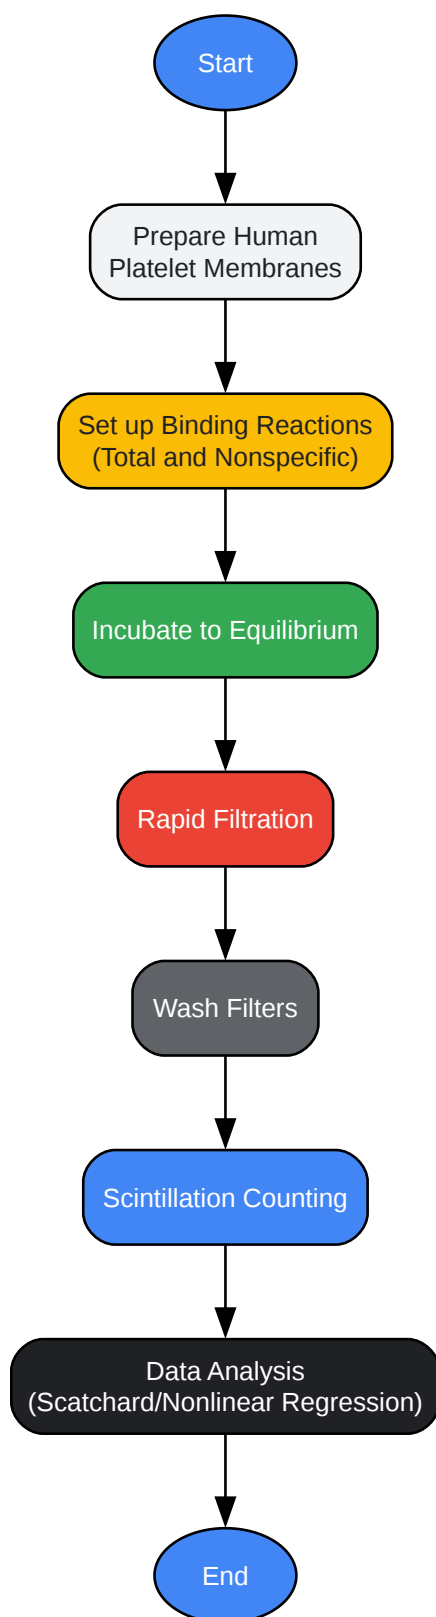 Start
Prepare Human
Platelet Membranes
Set up Binding Reactions
(Total and Nonspecific)
Incubate to Equilibrium
Rapid Filtration
Wash Filters
Scintillation Counting
Data Analysis
(Scatchard/Nonlinear Regression)
End